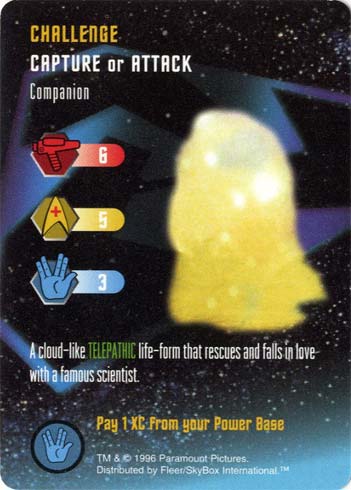 CHALLENGE
CAPTURE or ATTACK
Companion
6
5
3
A cloud-like TELEPATHIC life-form that rescues and falls in love
with a famous scientist.
Pay 1 XC From your Power Base
TM & © 1996 Paramount Pictures.
Distributed by Fleer/SkyBox International.™